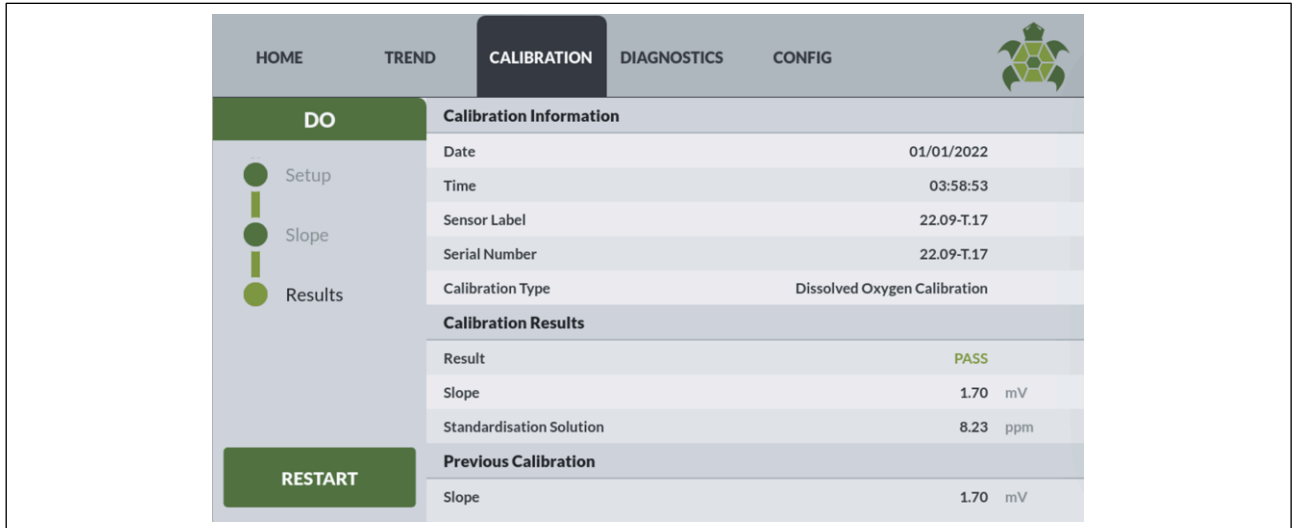 HOME TREND CALIBRATION DIAGNOSTICS CONFIG
DO
Setup
Slope
Results
RESTART
Calibration Information
Date 01/01/2022
Time 03:58:53
Sensor Label 22.09-T.17
Serial Number 22.09-T.17
Calibration Type Dissolved Oxygen Calibration
Calibration Results
Result PASS
Slope 1.70 mV
Standardisation Solution 8.23 ppm
Previous Calibration
Slope 1.70 mV